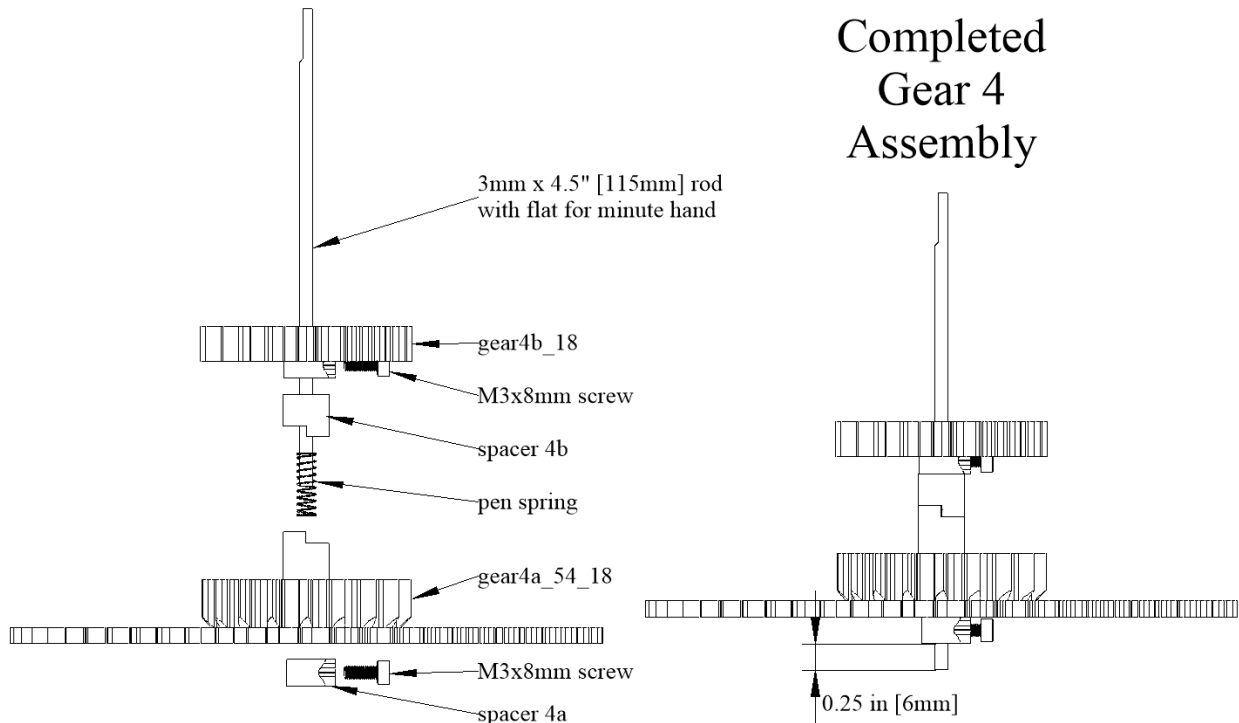 Completed
Gear 4
Assembly
3mm x 4.5" [115mm] rod
with flat for minute hand
gear4b_18
M3x8mm screw
spacer 4b
pen spring
gear4a_54_18
M3x8mm screw
spacer 4a
0.25 in [6mm]